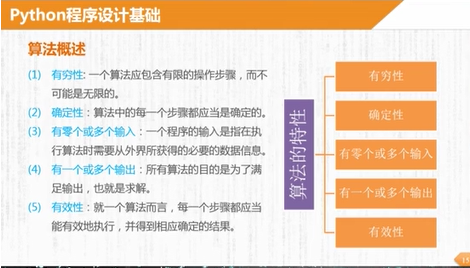 Python程序设计基础
算法概述
(1) 有穷性:一个算法应包含有限的操作步骤，而不
可能是无限的。
(2) 确定性：算法中的每一个步骤都应当是确定的。
(3) 有零个或多个输入：一个程序的输入是指在执
行算法时需要从外界所获得的必要的数据信息。
(4) 有一个或多个输出：所有算法的目的是为了满
足输出，也就是求解。
(5) 有效性：就一个算法而言，每一个步骤都应当
能有效地执行，并得到相应确定的结果。
算法的特性
有穷性
确定性
有零个或多个输入
有一个或多个输出
有效性
15